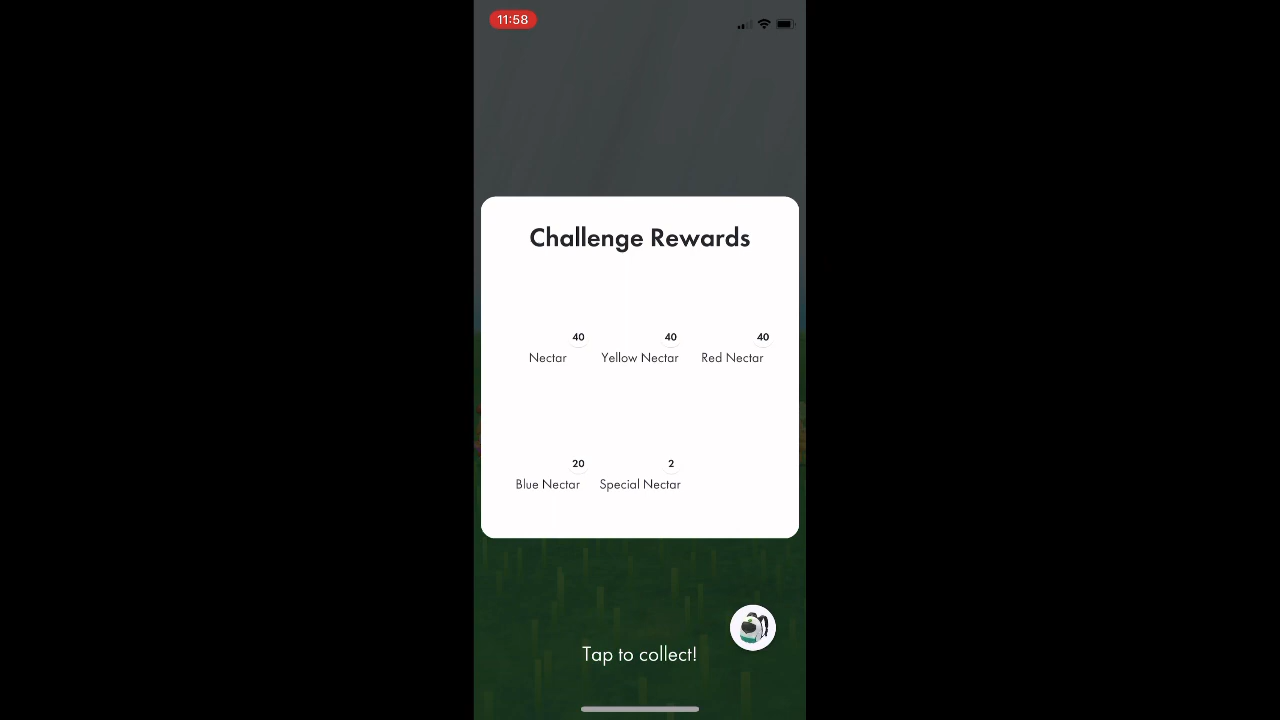 11:58
Challenge Rewards
40 40 40
Nectar Yellow Nectar Red Nectar
20 2
Blue Nectar Special Nectar
Tap to collect!